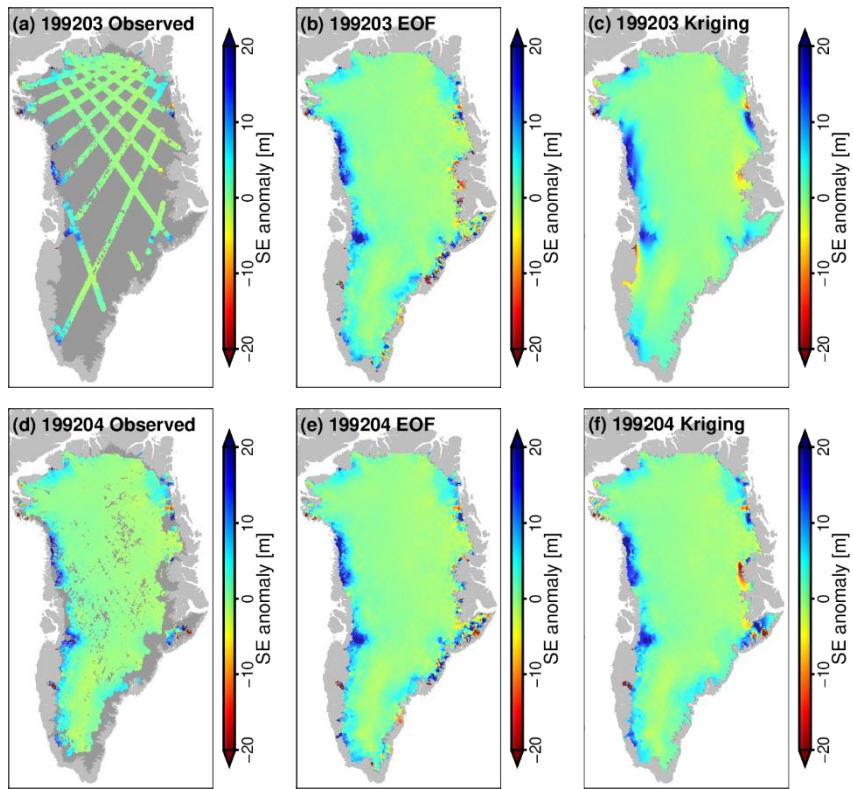 (a) 199203 Observed
20
10
0
−10
−20
SE anomaly [m]
(b) 199203 EOF
20
10
0
−10
−20
SE anomaly [m]
(c) 199203 Kriging
20
10
0
−10
−20
SE anomaly [m]
(d) 199204 Observed
20
10
0
−10
−20
SE anomaly [m]
(e) 199204 EOF
20
10
0
−10
−20
SE anomaly [m]
(f) 199204 Kriging
20
10
0
−10
−20
SE anomaly [m]